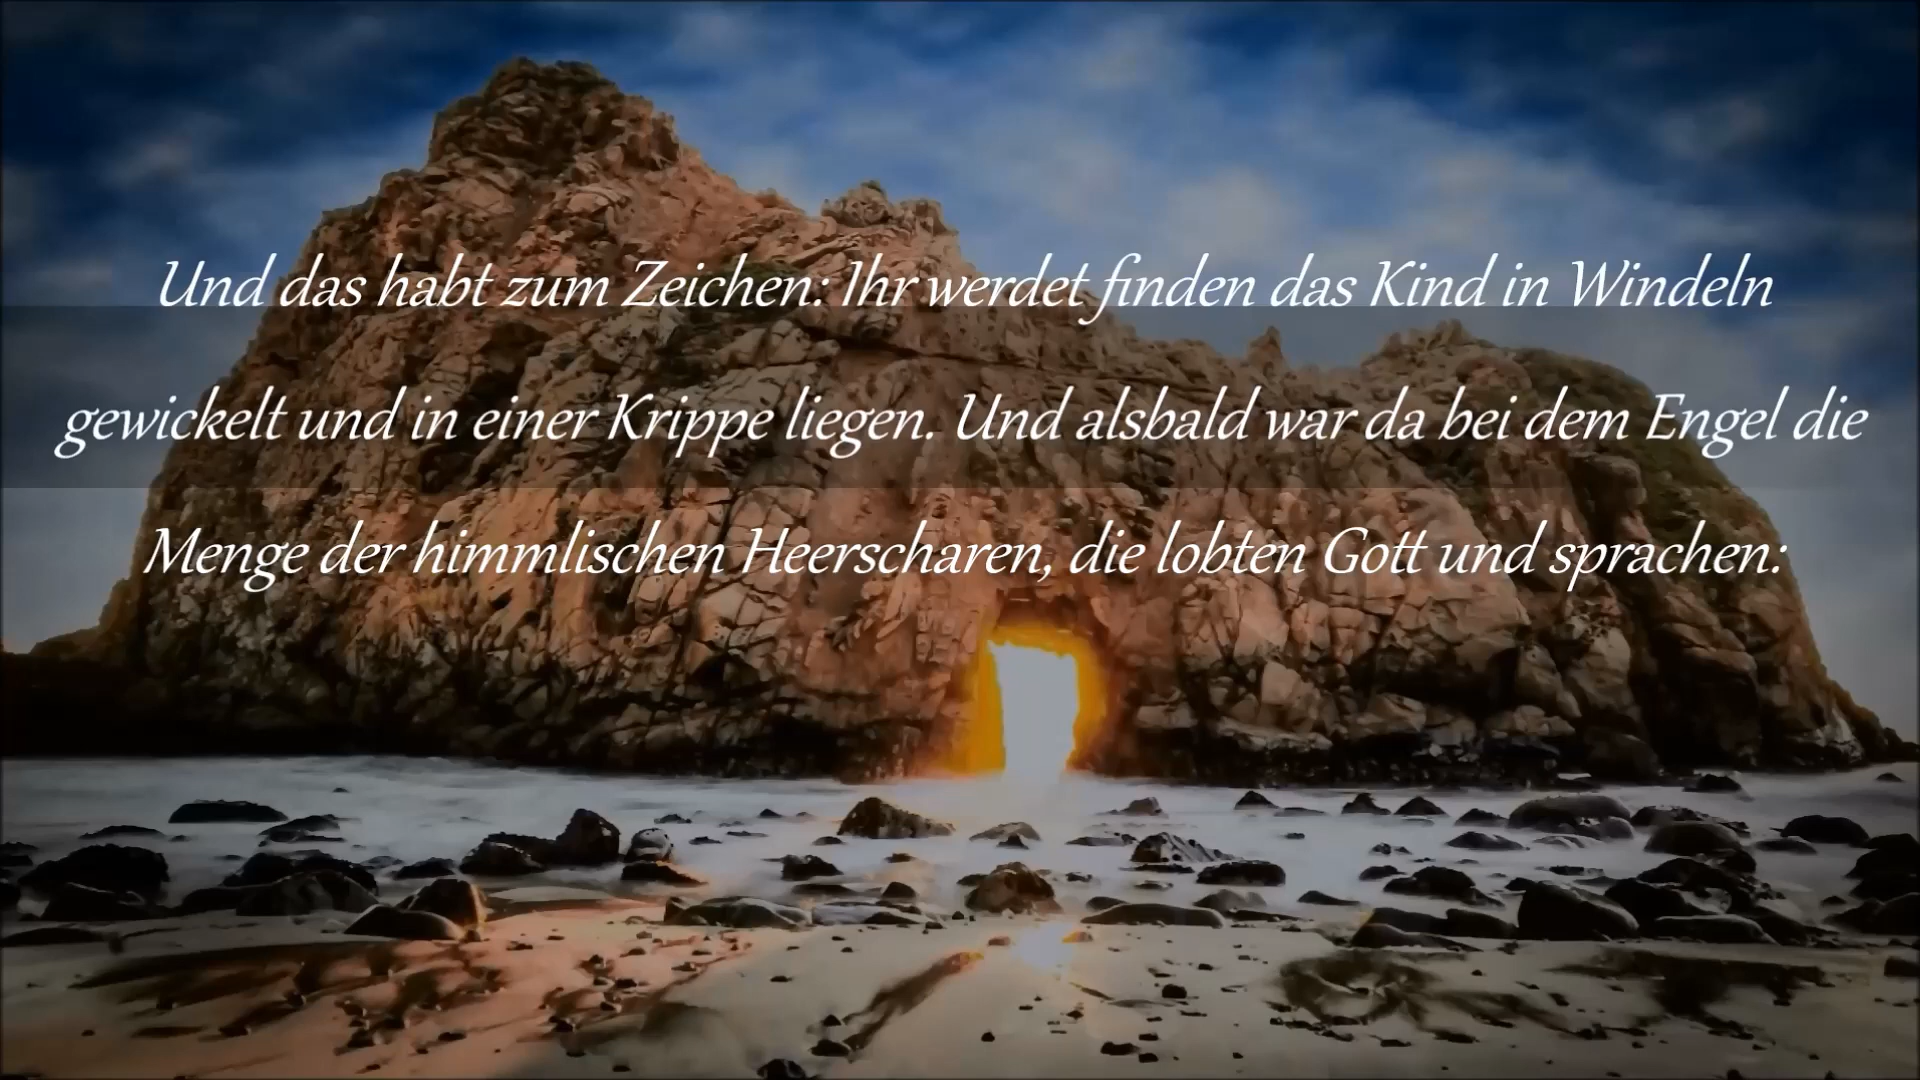 Und das habt zum Zeichen: Ihr werdet finden das Kind in Windeln
gewickelt und in einer Krippe liegen. Und alsbald war da bei dem Engel die
Menge der himmlischen Heerscharen, die lobten Gott und sprachen: